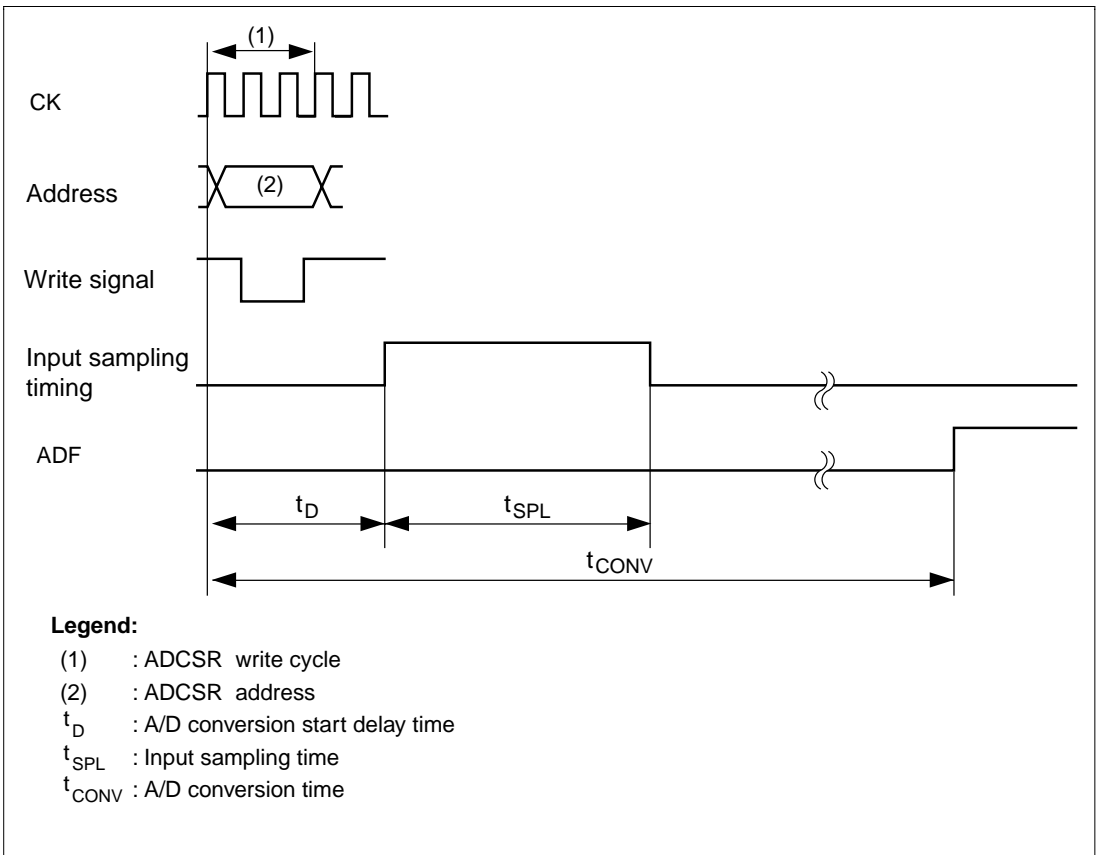 (1)
CK
Address
(2)
Write signal
Input sampling
timing
ADF
tD
tSPL
tCONV
Legend:
(1) : ADCSR write cycle
(2) : ADCSR address
tD : A/D conversion start delay time
tSPL : Input sampling time
tCONV : A/D conversion time